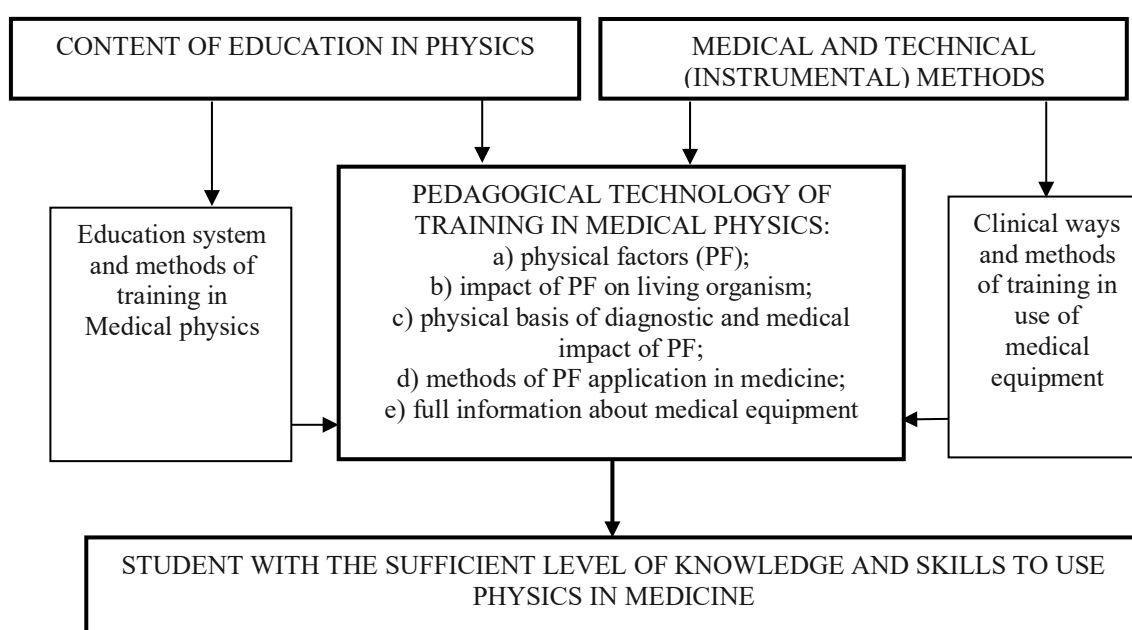 CONTENT OF EDUCATION IN PHYSICS
MEDICAL AND TECHNICAL
(INSTRUMENTAL) METHODS
Education system
and methods of
training in
Medical physics
PEDAGOGICAL TECHNOLOGY OF
TRAINING IN MEDICAL PHYSICS:
a) physical factors (PF);
b) impact of PF on living organism;
c) physical basis of diagnostic and medical
impact of PF;
d) methods of PF application in medicine;
e) full information about medical equipment
Clinical ways
and methods
of training in
use of
medical
equipment
STUDENT WITH THE SUFFICIENT LEVEL OF KNOWLEDGE AND SKILLS TO USE
PHYSICS IN MEDICINE